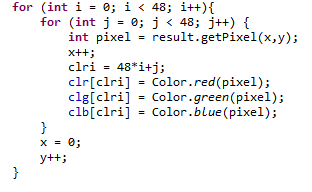 for (int i = 0; i < 48; i++){
    for (int j = 0; j < 48; j++) {
        int pixel = result.getPixel(x,y);
        x++;
        clri = 48*i+j;
        clr[clri] = Color.red(pixel);
        clg[clri] = Color.green(pixel);
        clb[clri] = Color.blue(pixel);
    }
    x = 0;
    y++;
}